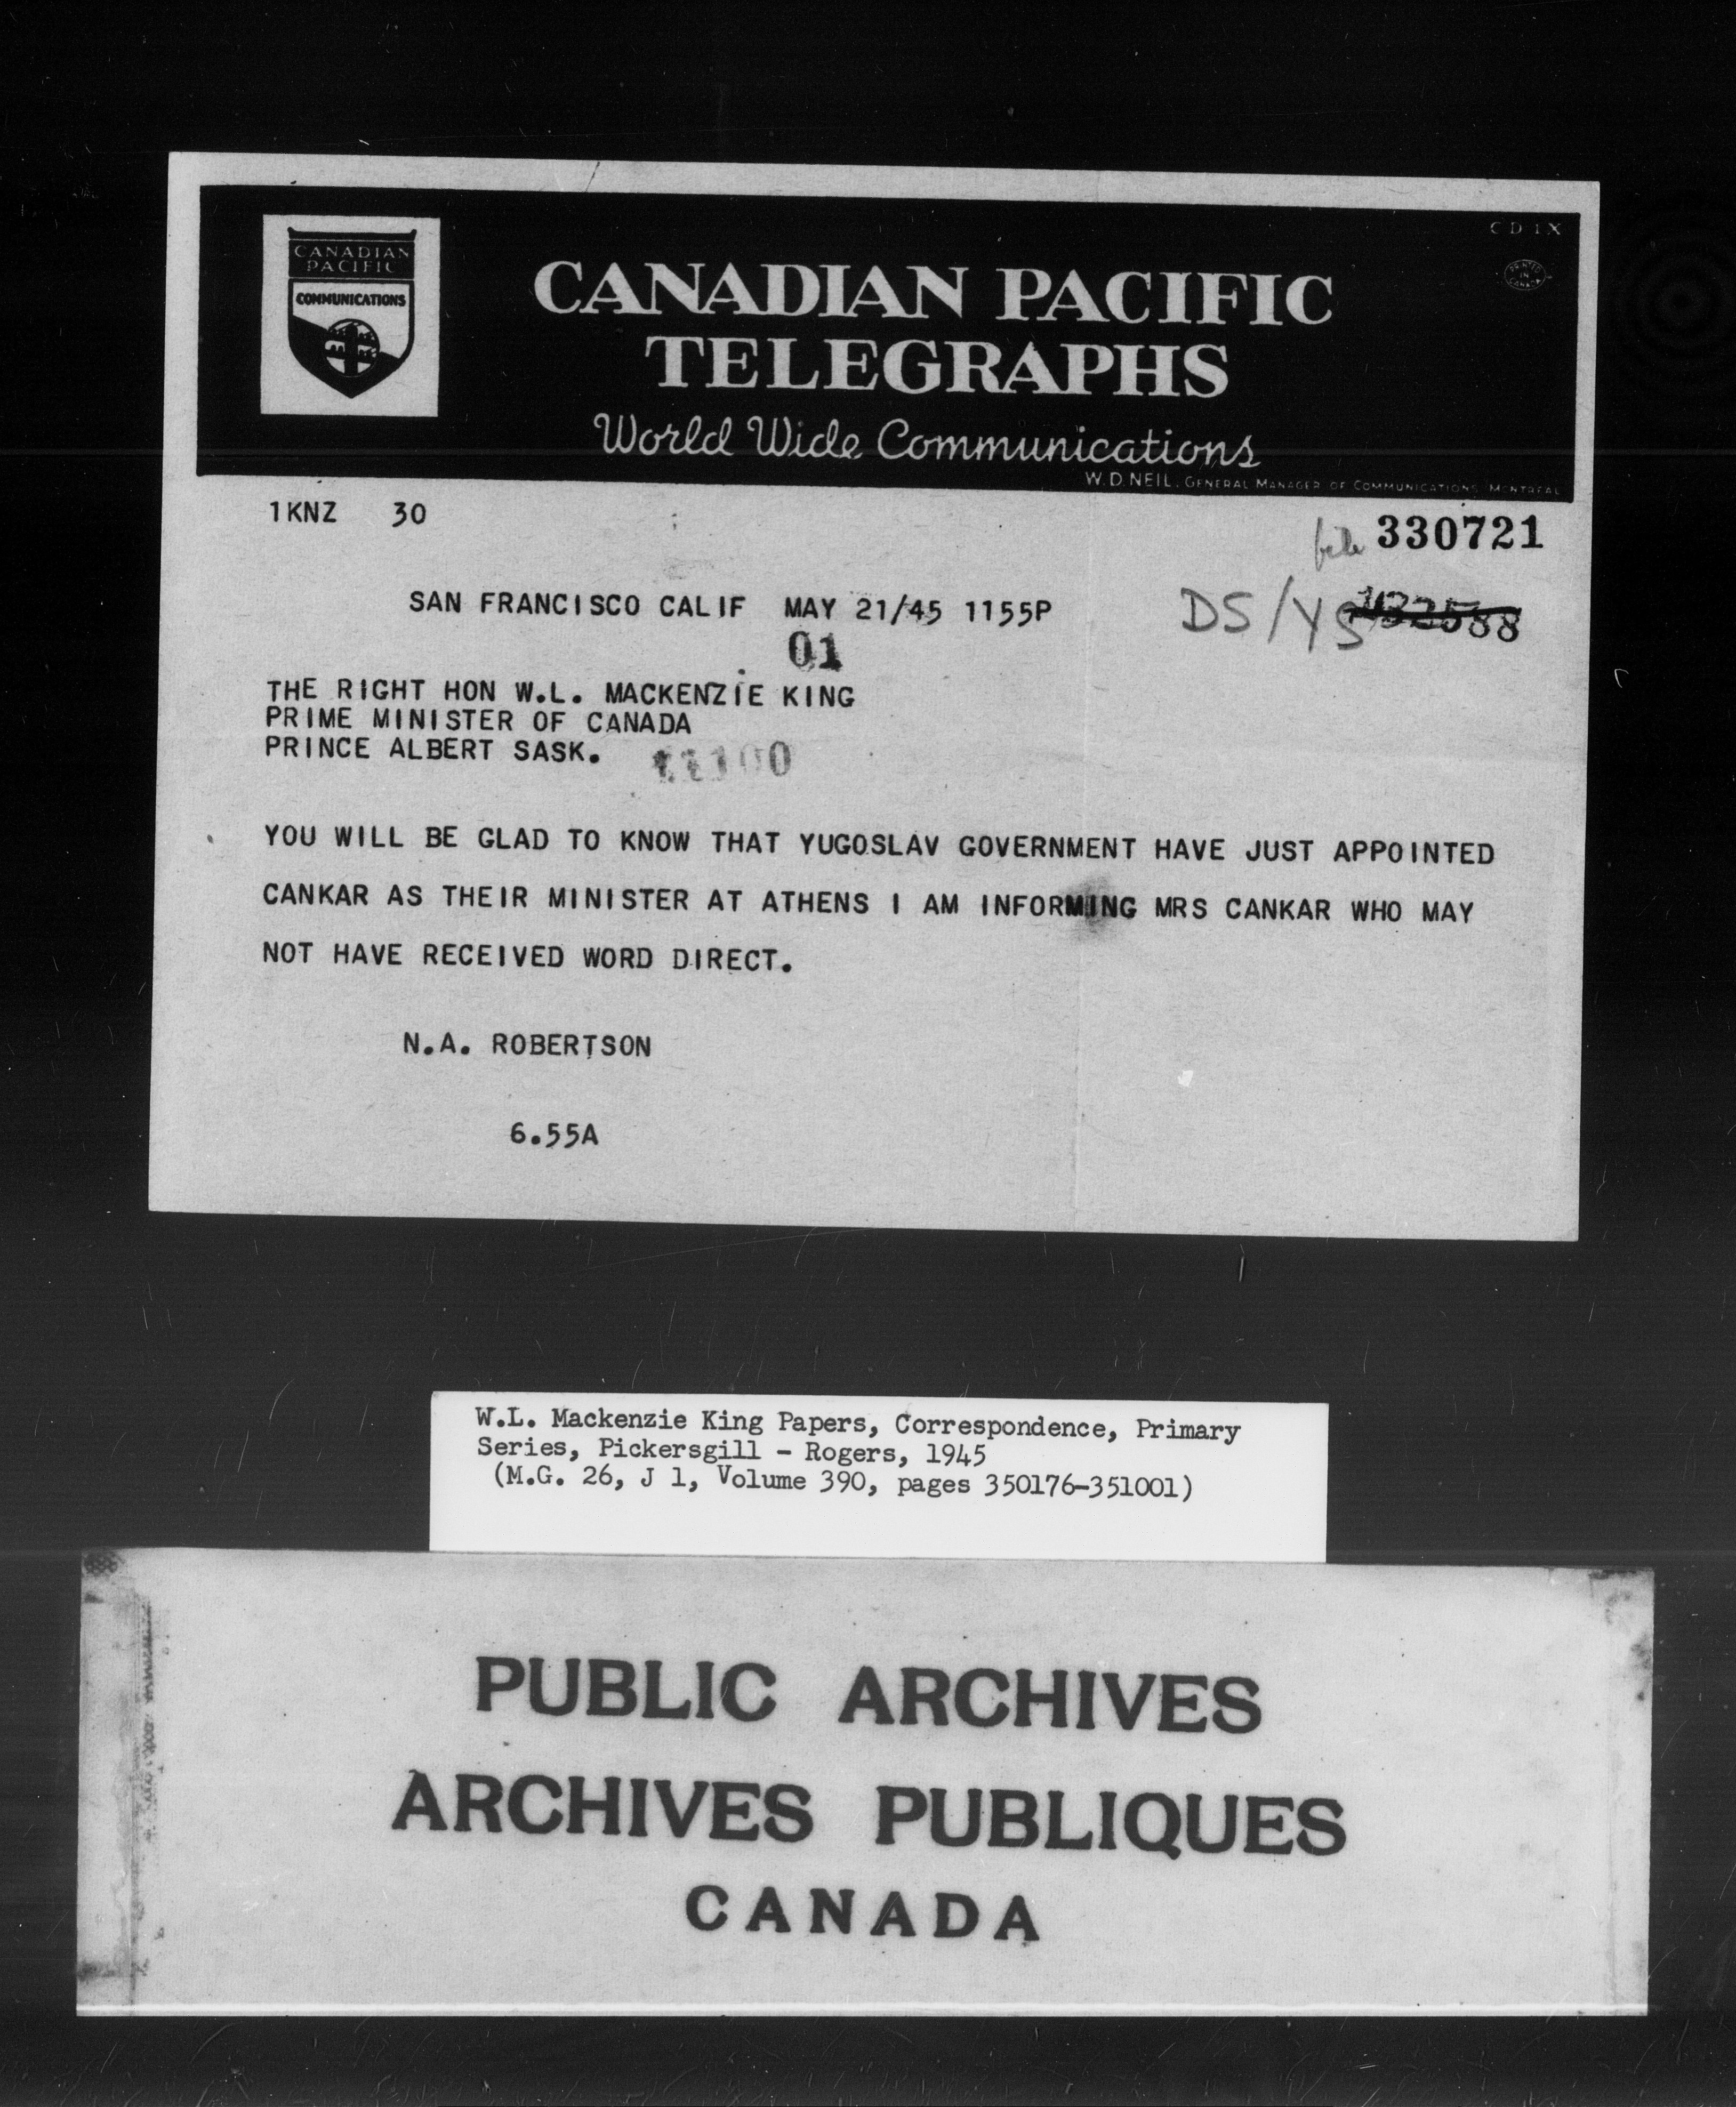 CD 1X
CANADIAN
PACIFIC
COMMUNICATIONS
PRINTED
IN
CANADA
CANADIAN PACIFIC
TELEGRAPHS
World Wide Communications
W.D. NEIL, GENERAL MANAGER OF COMMUNICATIONS, MONTREAL
1KNZ 30
file 330721
SAN FRANCISCO CALIF MAY 21/45 1155P
DS/YS
01
THE RIGHT HON W.L. MACKENZIE KING
PRIME MINISTER OF CANADA
PRINCE ALBERT SASK.
YOU WILL BE GLAD TO KNOW THAT YUGOSLAV GOVERNMENT HAVE JUST APPOINTED
CANKAR AS THEIR MINISTER AT ATHENS I AM INFORMING MRS CANKAR WHO MAY
NOT HAVE RECEIVED WORD DIRECT.
N.A. ROBERTSON
6.55A
W.L. Mackenzie King Papers, Correspondence, Primary
Series, Pickersgill - Rogers, 1945
(M.G. 26, J 1, Volume 390, pages 350176-351001)
PUBLIC ARCHIVES
ARCHIVES PUBLIQUES
CANADA